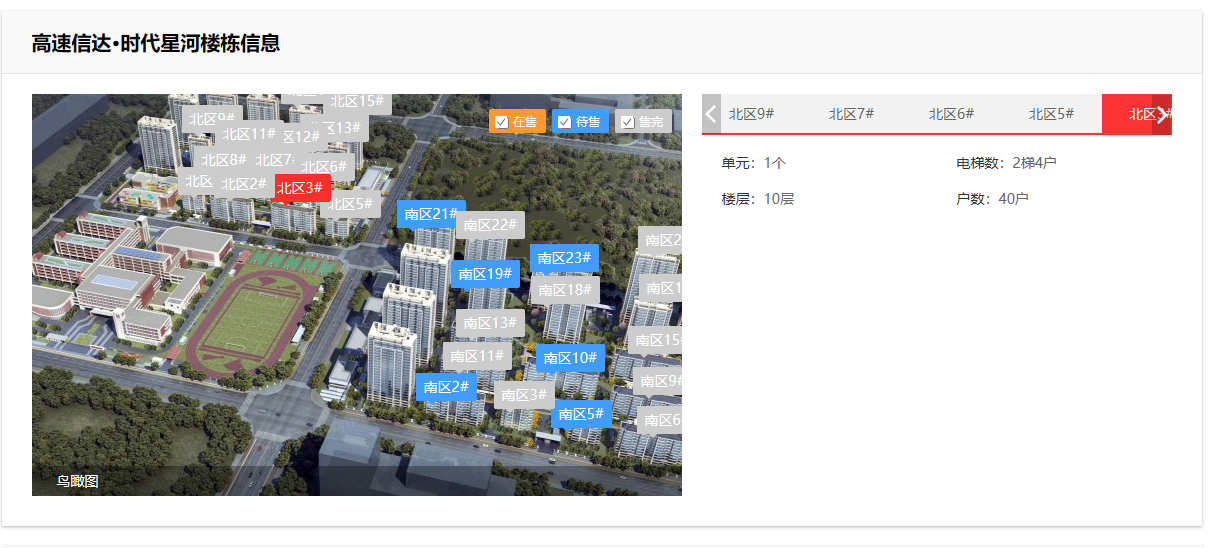 高速信达•时代星河楼栋信息
北区15#
北区9#
北区13#
北区11#
区12#
在售
待售
售完
北区8#
北区7#
北区6#
北区
北区2#
北区3#
北区5#
南区21#
南区22#
南区23#
南区19#
南区18#
南区13#
南区15#
南区11#
南区10#
南区2#
南区3#
南区9#
南区5#
南区6
鸟瞰图
北区9#
北区7#
北区6#
北区5#
北区3#
单元：1个
电梯数：2梯4户
楼层：10层
户数：40户